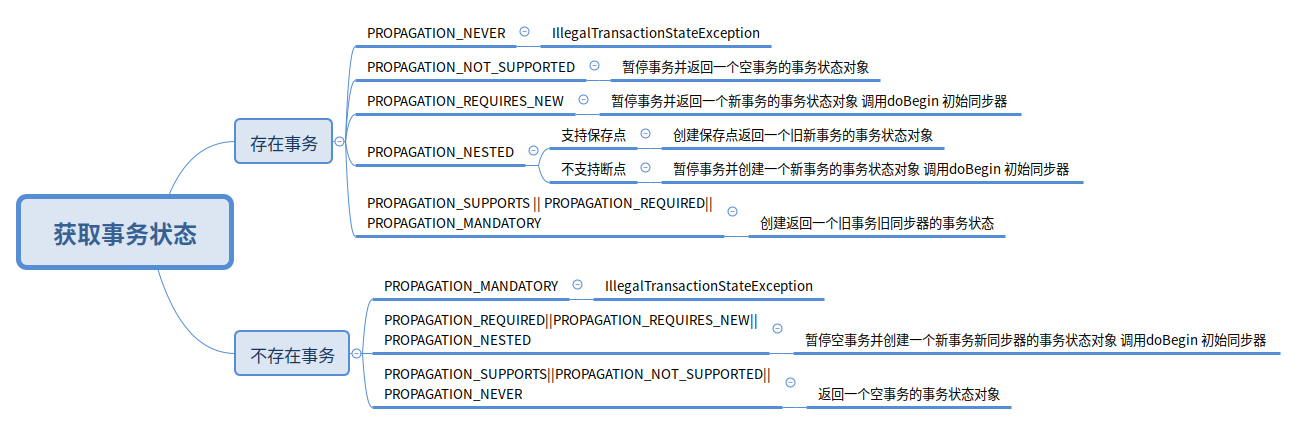 获取事务状态
存在事务
PROPAGATION_NEVER
IllegalTransactionStateException
PROPAGATION_NOT_SUPPORTED
暂停事务并返回一个空事务的事务状态对象
PROPAGATION_REQUIRES_NEW
暂停事务并返回一个新事务的事务状态对象 调用doBegin 初始同步器
PROPAGATION_NESTED
支持保存点
创建保存点返回一个旧新事务的事务状态对象
不支持断点
暂停事务并创建一个新事务的事务状态对象 调用doBegin 初始同步器
PROPAGATION_SUPPORTS || PROPAGATION_REQUIRED||
PROPAGATION_MANDATORY
创建返回一个旧事务旧同步器的事务状态
不存在事务
PROPAGATION_MANDATORY
IllegalTransactionStateException
PROPAGATION_REQUIRED||PROPAGATION_REQUIRES_NEW||
PROPAGATION_NESTED
暂停空事务并创建一个新事务新同步器的事务状态对象 调用doBegin 初始同步器
PROPAGATION_SUPPORTS||PROPAGATION_NOT_SUPPORTED||
PROPAGATION_NEVER
返回一个空事务的事务状态对象